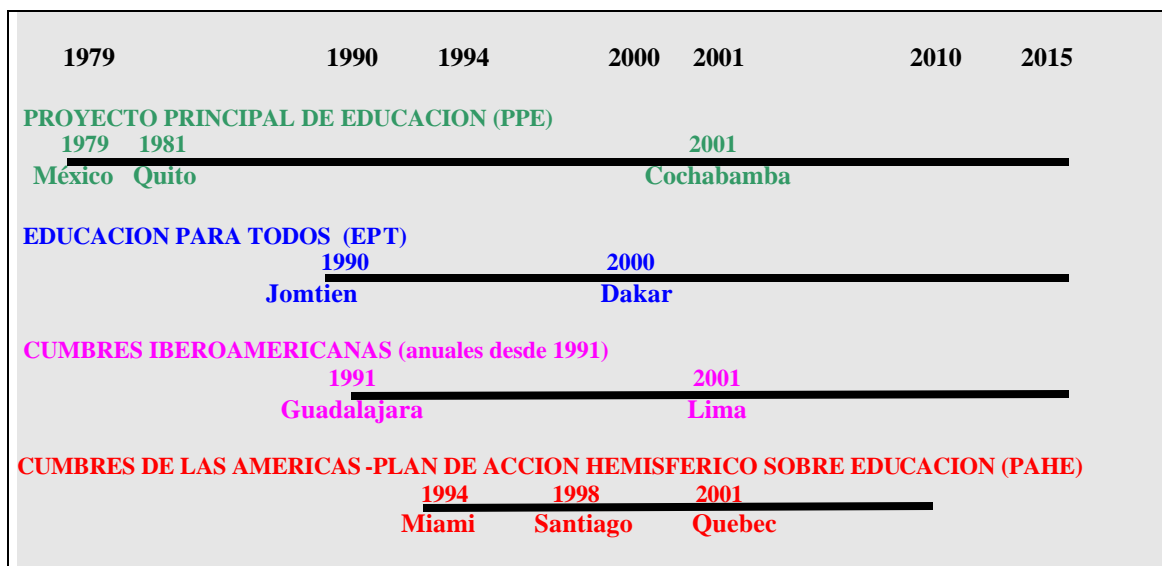 1979 1990 1994 2000 2001 2010 2015
PROYECTO PRINCIPAL DE EDUCACION (PPE)
1979 1981 2001
México Quito Cochabamba
EDUCACION PARA TODOS (EPT)
1990 2000
Jomtien Dakar
CUMBRES IBEROAMERICANAS (anuales desde 1991)
1991 2001
Guadalajara Lima
CUMBRES DE LAS AMERICAS -PLAN DE ACCION HEMISFERICO SOBRE EDUCACION (PAHE)
1994 1998 2001
Miami Santiago Quebec